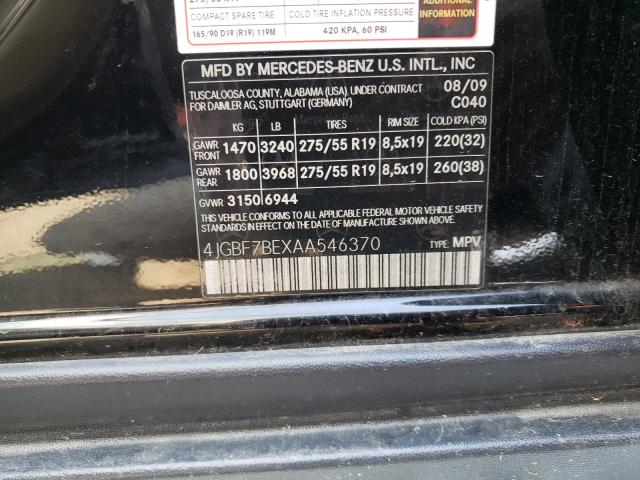 COMPACT SPARE TIRE COLD TIRE INFLATION PRESSURE
165/90 D19 (R19) 119M 420 KPA, 60 PSI
ADDITIONAL
INFORMATION
MFD BY MERCEDES-BENZ U.S. INTL., INC
TUSCALOOSA COUNTY, ALABAMA (USA), UNDER CONTRACT 08/09
FOR DAIMLER AG, STUTTGART (GERMANY) C040
KG LB TIRES RIM SIZE COLD KPA (PSI)
GAWR FRONT 1470 3240 275/55 R19 8,5x19 220(32)
GAWR REAR 1800 3968 275/55 R19 8,5x19 260(38)
GVWR 3150 6944
THIS VEHICLE CONFORMS TO ALL APPLICABLE FEDERAL MOTOR VEHICLE SAFETY
STANDARDS IN EFFECT ON THE DATE OF MANUFACTURE SHOWN ABOVE.
4JGBF7BEXAA546370 TYPE: MPV